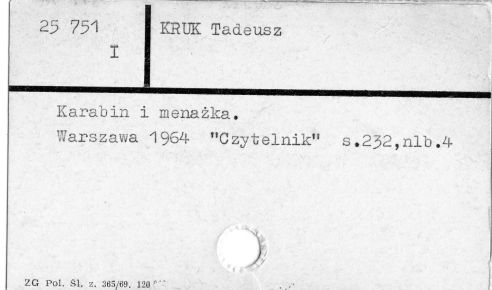 25 751
I
KRUK Tadeusz
Karabin i menażka.
Warszawa 1964 "Czytelnik" s.232,nlb.4
ZG Pol. Sl. z. 365/69. 120